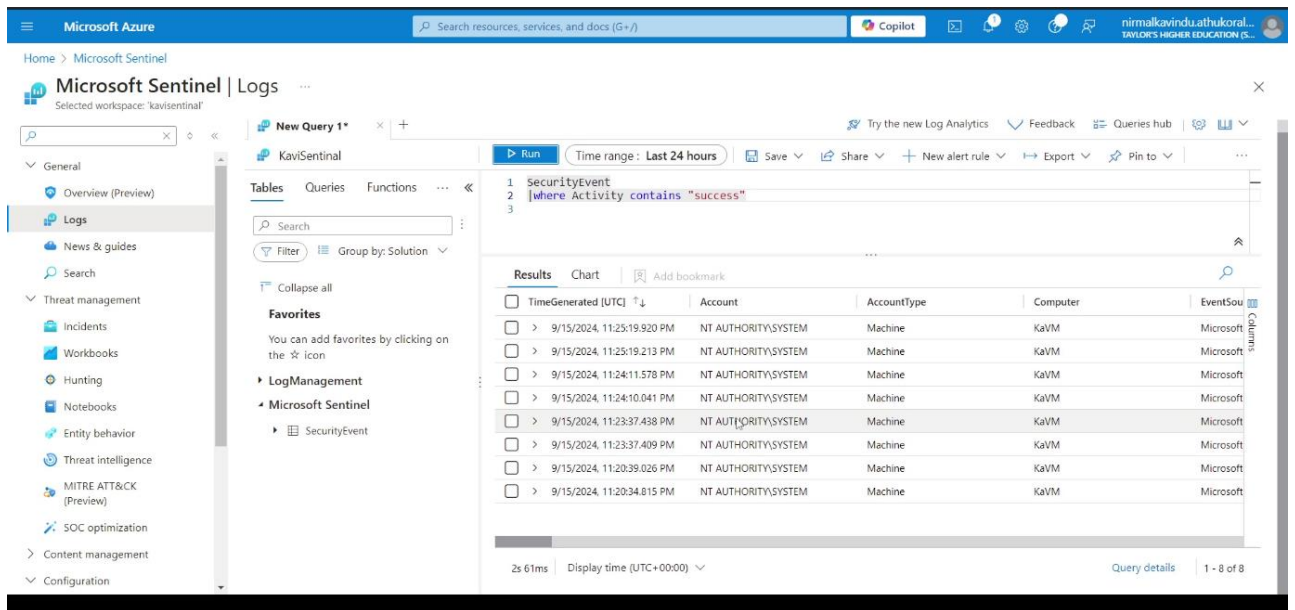 Microsoft Azure
Search resources, services, and docs (G+/)
Copilot
nirmalkavindu.athukoral...
TAYLOR'S HIGHER EDUCATION (S...
Home > Microsoft Sentinel
Microsoft Sentinel | Logs ...
Selected workspace: 'kavisentinal'
General
Overview (Preview)
Logs
News & guides
Search
Threat management
Incidents
Workbooks
Hunting
Notebooks
Entity behavior
Threat intelligence
MITRE ATT&CK
(Preview)
SOC optimization
Content management
Configuration
New Query 1*
Try the new Log Analytics
Feedback
Queries hub
KaviSentinal
Run
Time range : Last 24 hours
Save
Share
New alert rule
Export
Pin to
...
Tables Queries Functions ...
Search
Filter
Group by: Solution
Collapse all
Favorites
You can add favorites by clicking on
the ☆ icon
LogManagement
Microsoft Sentinel
SecurityEvent
1 SecurityEvent
2 |where Activity contains "success"
3
Results Chart Add bookmark
TimeGenerated [UTC] Account AccountType Computer EventSou
9/15/2024, 11:25:19.920 PM NT AUTHORITY\SYSTEM Machine KaVM Microsoft
9/15/2024, 11:25:19.213 PM NT AUTHORITY\SYSTEM Machine KaVM Microsoft
9/15/2024, 11:24:11.578 PM NT AUTHORITY\SYSTEM Machine KaVM Microsoft
9/15/2024, 11:24:10.041 PM NT AUTHORITY\SYSTEM Machine KaVM Microsoft
9/15/2024, 11:23:37.438 PM NT AUTHORITY\SYSTEM Machine KaVM Microsoft
9/15/2024, 11:23:37.409 PM NT AUTHORITY\SYSTEM Machine KaVM Microsoft
9/15/2024, 11:20:39.026 PM NT AUTHORITY\SYSTEM Machine KaVM Microsoft
9/15/2024, 11:20:34.815 PM NT AUTHORITY\SYSTEM Machine KaVM Microsoft
Columns
2s 61ms Display time (UTC+00:00) Query details 1 - 8 of 8